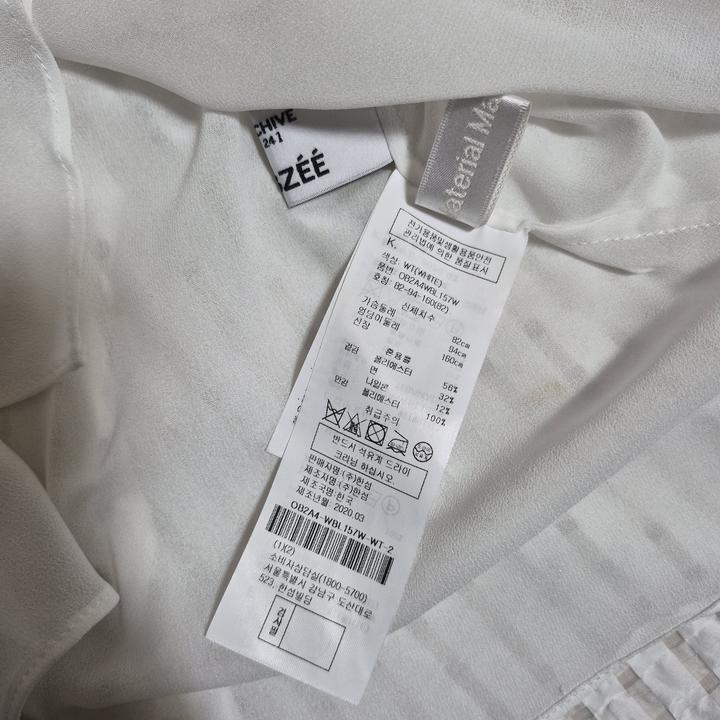 CHIVE
241
ZÉÉ
aterial Ma
전기용품및생활용품안전
관리법에 의한 품질표시
K.
색상: WT(WHITE)
품번: OB2A4WBL157W
호칭: 82-94-160(82)
신체치수
가슴둘레 82cm
엉덩이둘레 94cm
신장 160cm
혼용률
겉감 폴리에스터 56%
면 32%
나일론 12%
안감 폴리에스터 100%
취급주의
반드시 석유계 드라이
크리닝 하십시오.
판매자명:(주)한섬
제조자명:(주)한섬
제조국명:한국
제조년월: 2020.03
OB2A4-WBL157W-WT-2
(1)(2)
소비자상담실(1800-5700)
서울특별시 강남구 도산대로
523 한섬빌딩
검사필